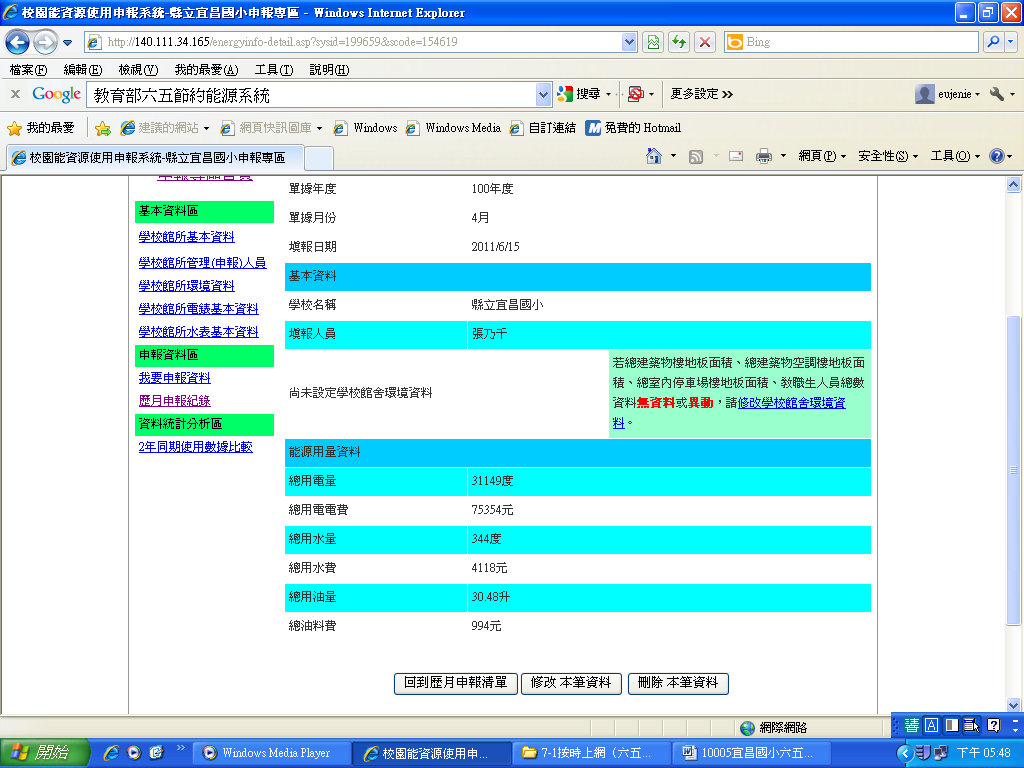 校園能資源使用申報系統-縣立宜昌國小申報專區 - Windows Internet Explorer
http://140.111.34.165/energyinfo-detail.asp?sysid=199659&scode=154619
Bing
檔案(F) 編輯(E) 檢視(V) 我的最愛(A) 工具(T) 說明(H)
x Google 教育部六五節約能源系統 搜尋 更多設定 >> eujenie
我的最愛 建議的網站 網頁快訊圖庫 Windows Windows Media 自訂連結 M 免費的 Hotmail
校園能資源使用申報系統-縣立宜昌國小申報專區
網頁(P) 安全性(S) 工具(O)
基本資料區
學校館所基本資料
學校館所管理(申報)人員
學校館所環境資料
學校館所電錶基本資料
學校館所水表基本資料
申報資料區
我要申報資料
歷月申報紀錄
資料統計分析區
2年同期使用數據比較
單據年度 100年度
單據月份 4月
填報日期 2011/6/15
基本資料
學校名稱 縣立宜昌國小
填報人員 張乃千
尚未設定學校館舍環境資料
若總建築物樓地板面積、總建築物空調樓地板面
積、總室內停車場樓地板面積、教職生人員總數
資料無資料或異動，請修改學校館舍環境資
料。
能源用量資料
總用電量 31149度
總用電電費 75354元
總用水量 344度
總用水費 4118元
總用油量 30.48升
總油料費 994元
回到歷月申報清單 修改 本筆資料 刪除 本筆資料
網際網路
開始 Windows Media Player 校園能資源使用申... 7-1按時上網（六五... 10005宜昌國小六五... 下午 05:48